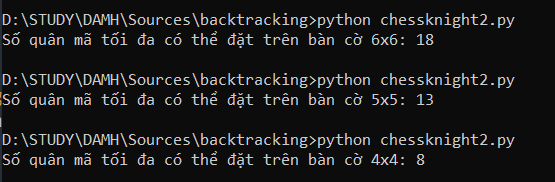 D:\STUDY\DAMH\Sources\backtracking>python chessknight2.py
Số quân mã tối đa có thể đặt trên bàn cờ 6x6: 18
D:\STUDY\DAMH\Sources\backtracking>python chessknight2.py
Số quân mã tối đa có thể đặt trên bàn cờ 5x5: 13
D:\STUDY\DAMH\Sources\backtracking>python chessknight2.py
Số quân mã tối đa có thể đặt trên bàn cờ 4x4: 8